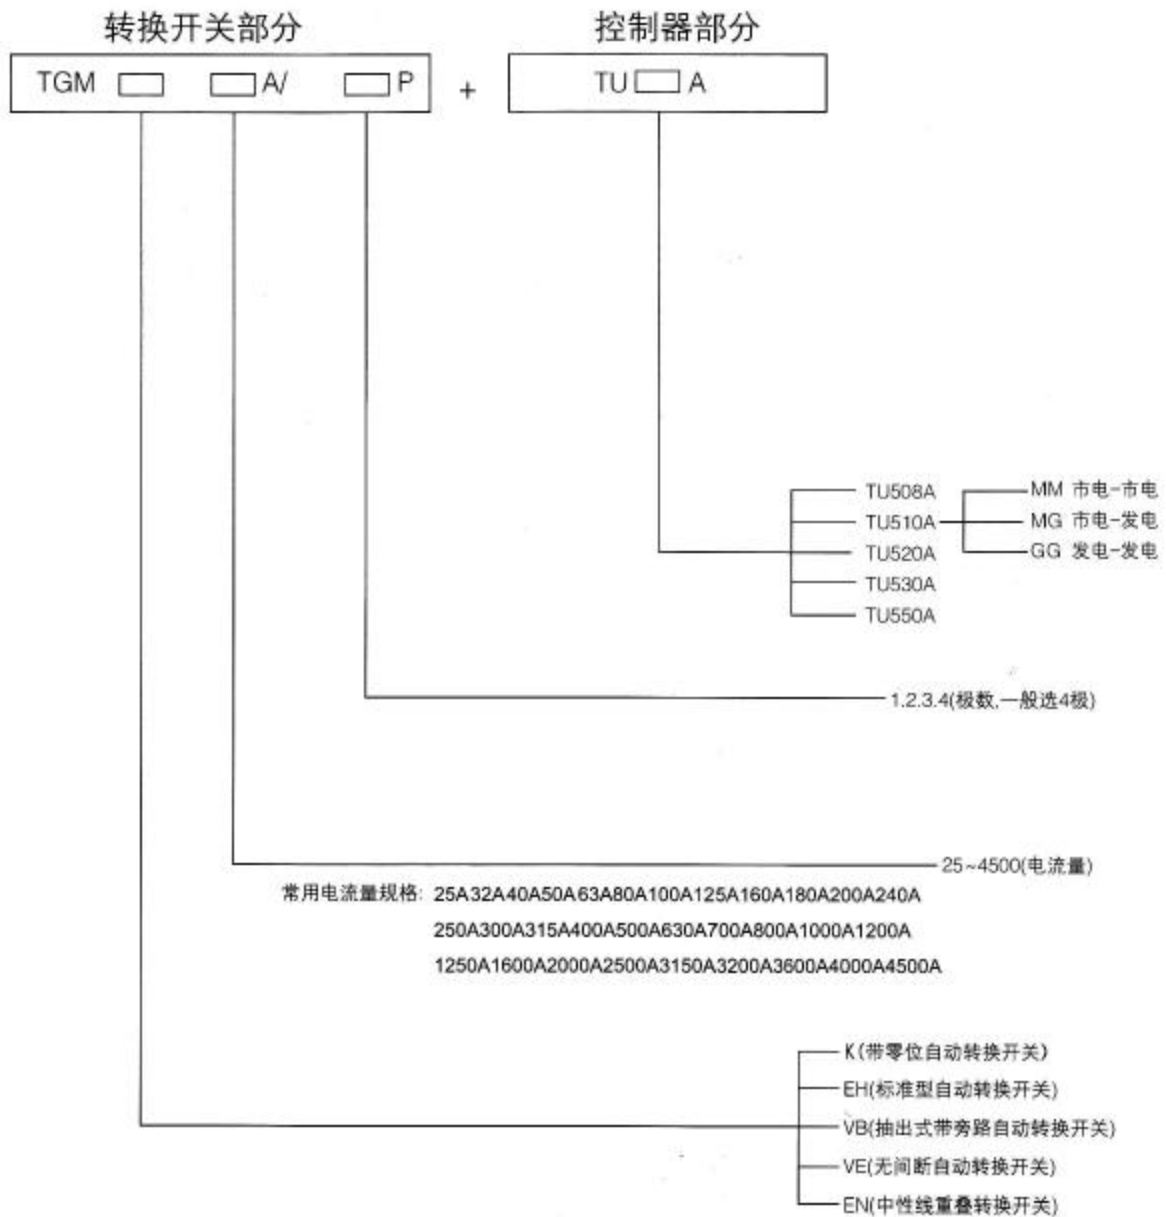 转换开关部分 控制器部分
TGM A/ P + TU A
TU508A MM 市电-市电
TU510A MG 市电-发电
TU520A GG 发电-发电
TU530A
TU550A
1.2.3.4(极数,一般选4极)
25~4500(电流量)
常用电流量规格: 25A32A40A50A63A80A100A125A160A180A200A240A
250A300A315A400A500A630A700A800A1000A1200A
1250A1600A2000A2500A3150A3200A3600A4000A4500A
K(带零位自动转换开关)
EH(标准型自动转换开关)
VB(抽出式带旁路自动转换开关)
VE(无间断自动转换开关)
EN(中性线重叠转换开关)